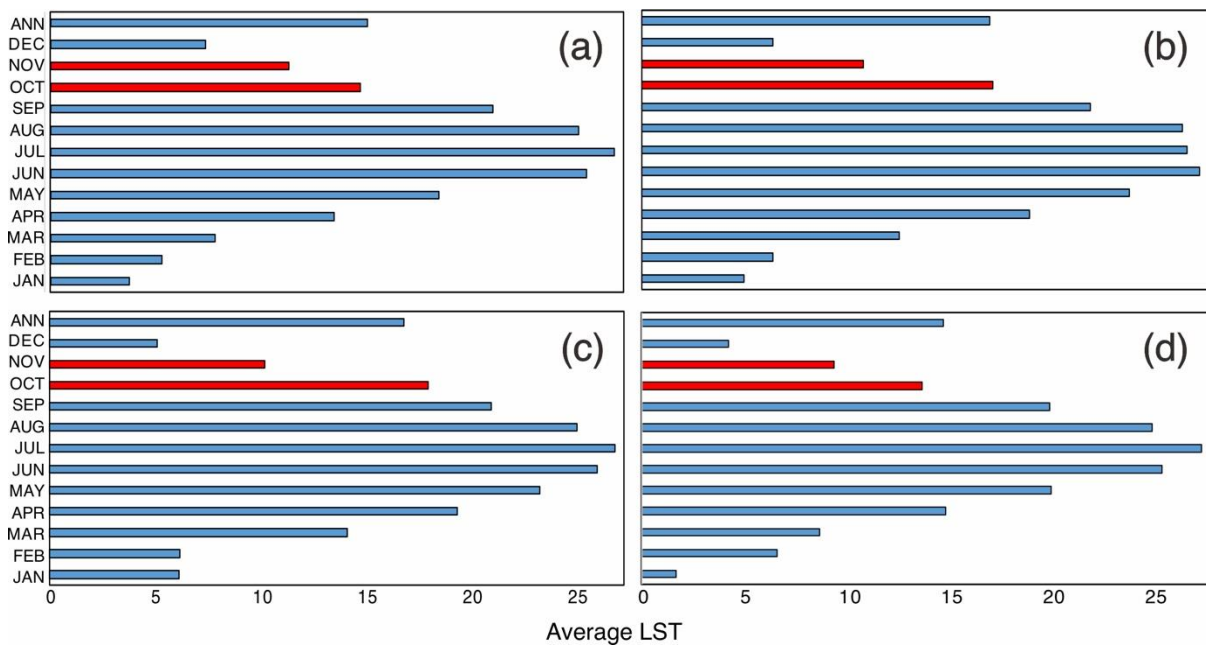 ANN
DEC
NOV
OCT
SEP
AUG
JUL
JUN
MAY
APR
MAR
FEB
JAN
(a)
(b)
ANN
DEC
NOV
OCT
SEP
AUG
JUL
JUN
MAY
APR
MAR
FEB
JAN
(c)
(d)
0 5 10 15 20 25
0 5 10 15 20 25
Average LST